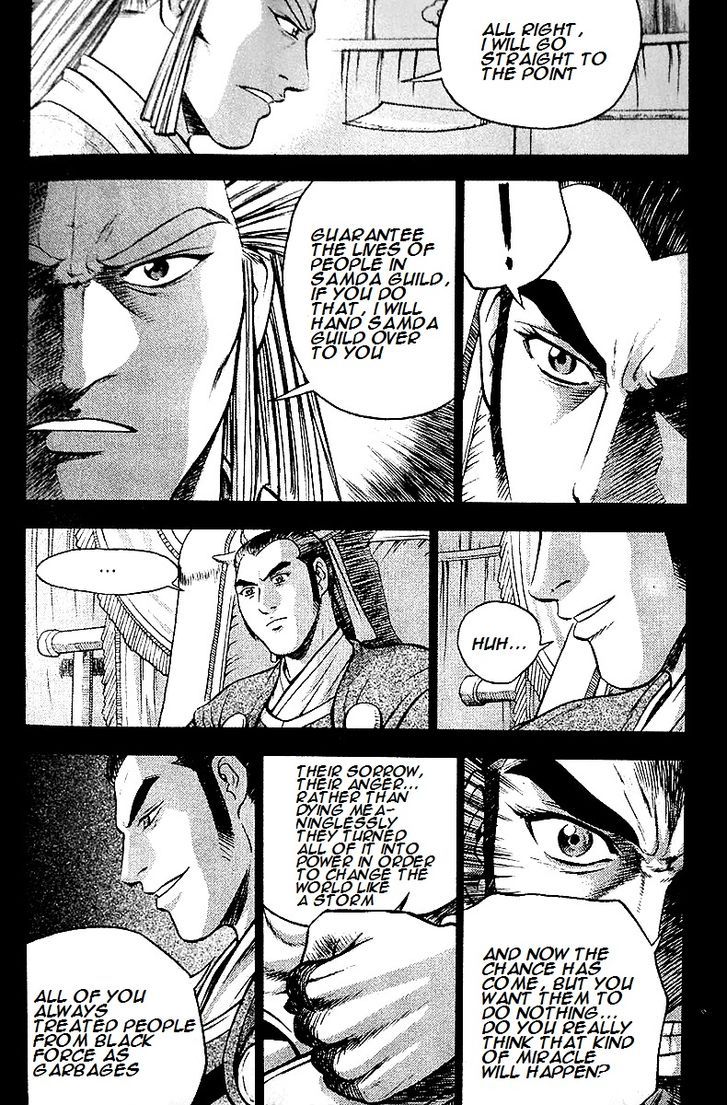 ALL RIGHT,
I WILL GO
STRAIGHT TO
THE POINT
GUARANTEE
THE LIVES OF
PEOPLE IN
SAMDA GUILD,
IF YOU DO
THAT, I WILL
HAND SAMDA
GUILD OVER
TO YOU
!
...
HUH...
ALL OF YOU
ALWAYS
TREATED PEOPLE
FROM BLACK
FORCE AS
GARBAGES
THEIR SORROW,
THEIR ANGER...
RATHER THAN
DYING MEA-
NINGLESSLY
THEY TURNED
ALL OF IT INTO
POWER IN ORDER
TO CHANGE THE
WORLD LIKE
A STORM
AND NOW THE
CHANCE HAS
COME, BUT YOU
WANT THEM TO
DO NOTHING...
DO YOU REALLY
THINK THAT KIND
OF MIRACLE
WILL HAPPEN?